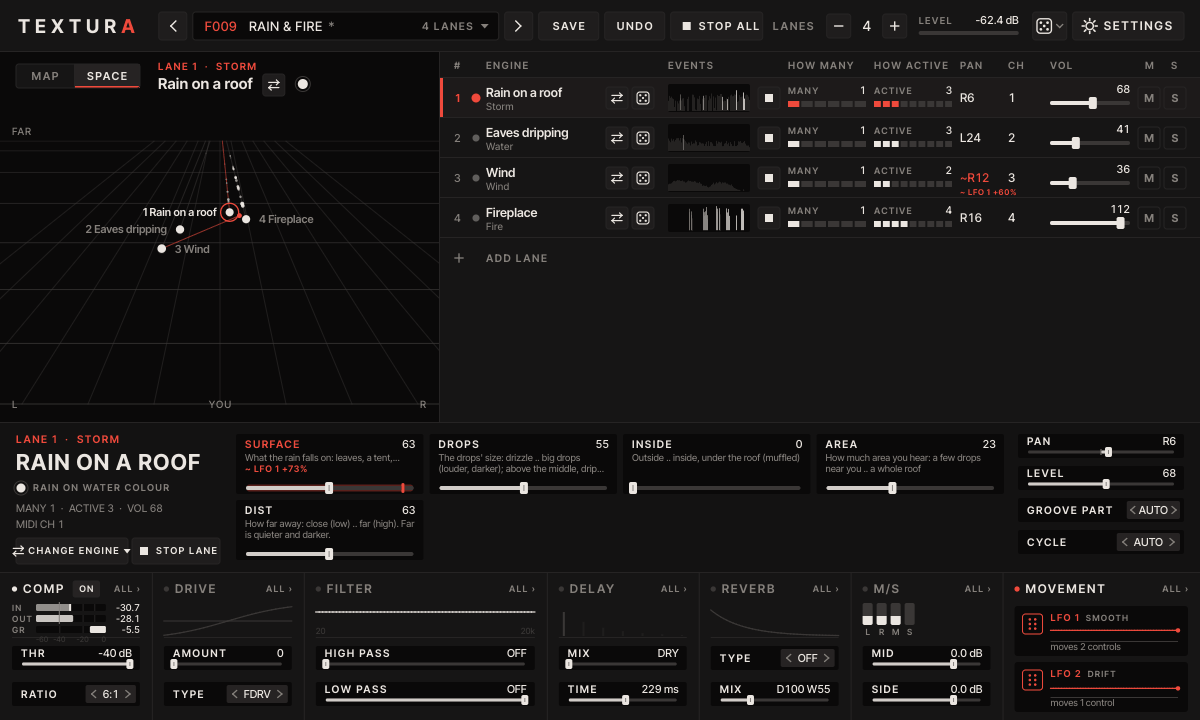 TEXTURA
F009 RAIN & FIRE * 4 LANES
SAVE UNDO STOP ALL LANES 4 LEVEL -62.4 dB SETTINGS
MAP SPACE
LANE 1 · STORM
Rain on a roof
FAR
1 Rain on a roof
2 Eaves dripping
4 Fireplace
3 Wind
L YOU R
# ENGINE EVENTS HOW MANY HOW ACTIVE PAN CH VOL M S
1 Rain on a roof Storm MANY 1 ACTIVE 3 R6 1 68 M S
2 Eaves dripping Water MANY 1 ACTIVE 3 L24 2 41 M S
3 Wind Wind MANY 1 ACTIVE 2 ~R12 3 36 M S
~ LFO 1 +60%
4 Fireplace Fire MANY 1 ACTIVE 4 R16 4 112 M S
+ ADD LANE
LANE 1 · STORM
RAIN ON A ROOF
RAIN ON WATER COLOUR
MANY 1 · ACTIVE 3 · VOL 68
MIDI CH 1
CHANGE ENGINE STOP LANE
SURFACE 63
What the rain falls on: leaves, a tent,...
~ LFO 1 +73%
DROPS 55
The drops' size: drizzle .. big drops
(louder, darker); above the middle, drip...
INSIDE 0
Outside .. inside, under the roof (muffled)
AREA 23
How much area you hear: a few drops
near you .. a whole roof
DIST 63
How far away: close (low) .. far (high). Far
is quieter and darker.
PAN R6
LEVEL 68
GROOVE PART < AUTO >
CYCLE < AUTO >
COMP ON ALL ›
IN -30.7
OUT -28.1
GR -5.5
-60 -40 -20 0
THR -40 dB
RATIO < 6:1 >
DRIVE ALL ›
AMOUNT 0
TYPE < FDRV >
FILTER ALL ›
20 20k
HIGH PASS OFF
LOW PASS OFF
DELAY ALL ›
MIX DRY
TIME 229 ms
REVERB ALL ›
TYPE < OFF >
MIX D100 W55
M/S ALL ›
L R M S
MID 0.0 dB
SIDE 0.0 dB
MOVEMENT ALL ›
LFO 1 SMOOTH
moves 2 controls
LFO 2 DRIFT
moves 1 control